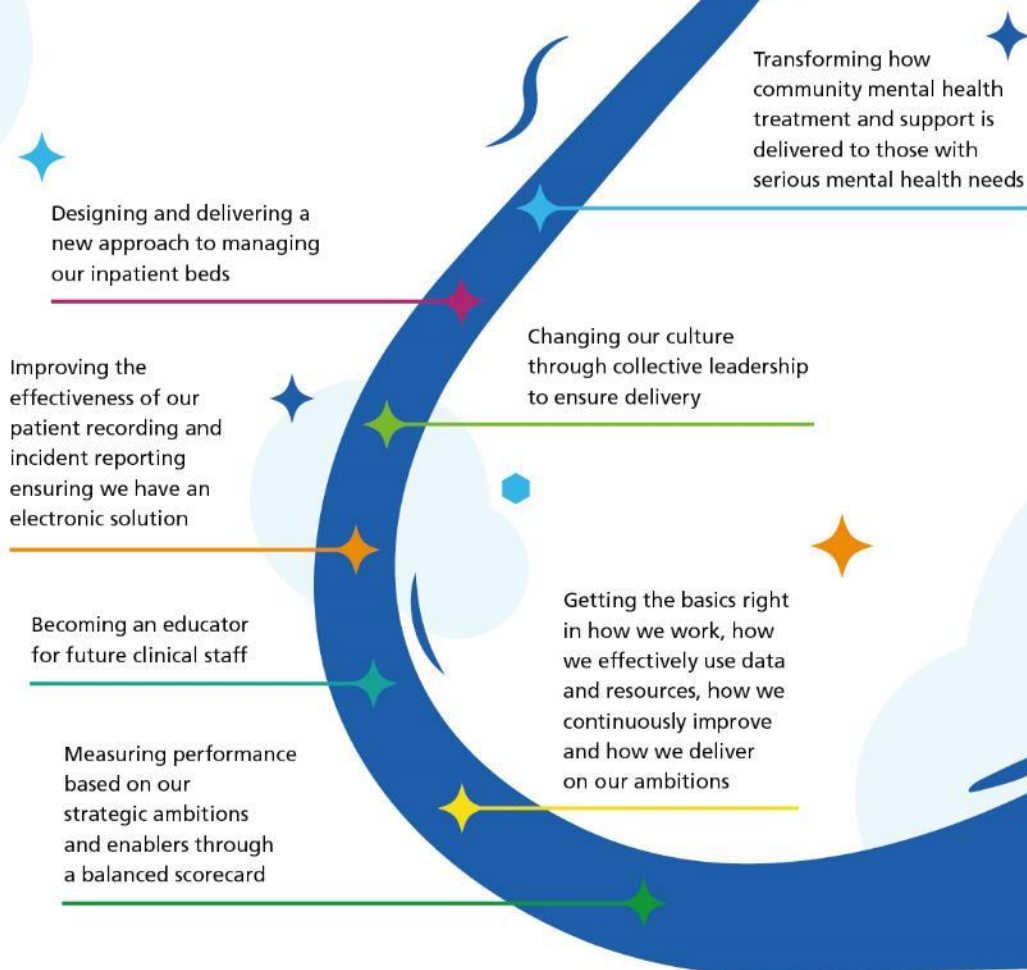 Transforming how
community mental health
treatment and support is
delivered to those with
serious mental health needs
Designing and delivering a
new approach to managing
our inpatient beds
Changing our culture
through collective leadership
to ensure delivery
Improving the
effectiveness of our
patient recording and
incident reporting
ensuring we have an
electronic solution
Becoming an educator
for future clinical staff
Getting the basics right
in how we work, how
we effectively use data
and resources, how we
continuously improve
and how we deliver
on our ambitions
Measuring performance
based on our
strategic ambitions
and enablers through
a balanced scorecard